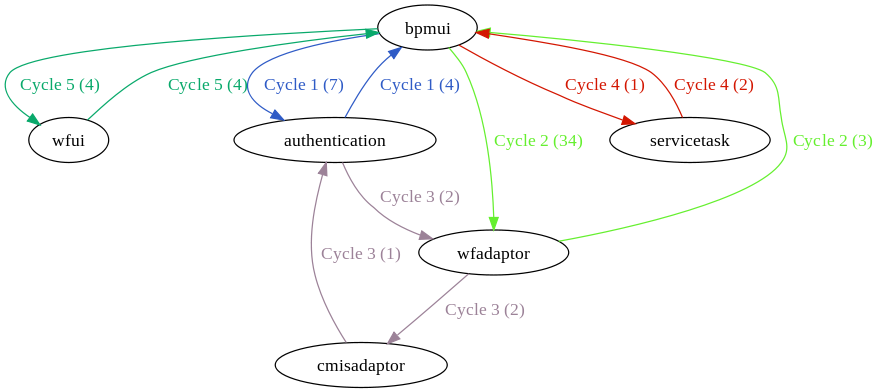 bpmui
Cycle 5 (4)
Cycle 5 (4)
Cycle 1 (7)
Cycle 1 (4)
Cycle 4 (1)
Cycle 4 (2)
wfui
authentication
Cycle 2 (34)
servicetask
Cycle 2 (3)
Cycle 3 (2)
Cycle 3 (1)
wfadaptor
Cycle 3 (2)
cmisadaptor